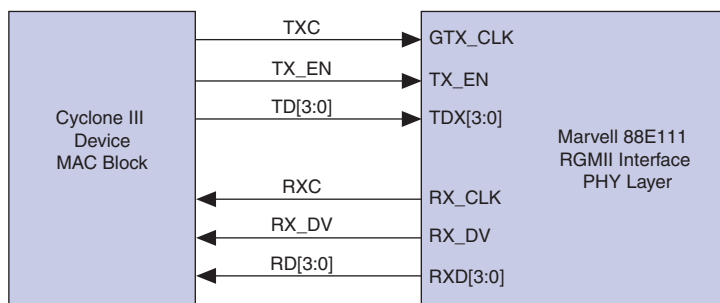 TXC
GTX_CLK
TX_EN
TX_EN
TD[3:0]
TDX[3:0]
Cyclone III
Device
MAC Block
Marvell 88E111
RGMII Interface
PHY Layer
RXC
RX_CLK
RX_DV
RX_DV
RD[3:0]
RXD[3:0]